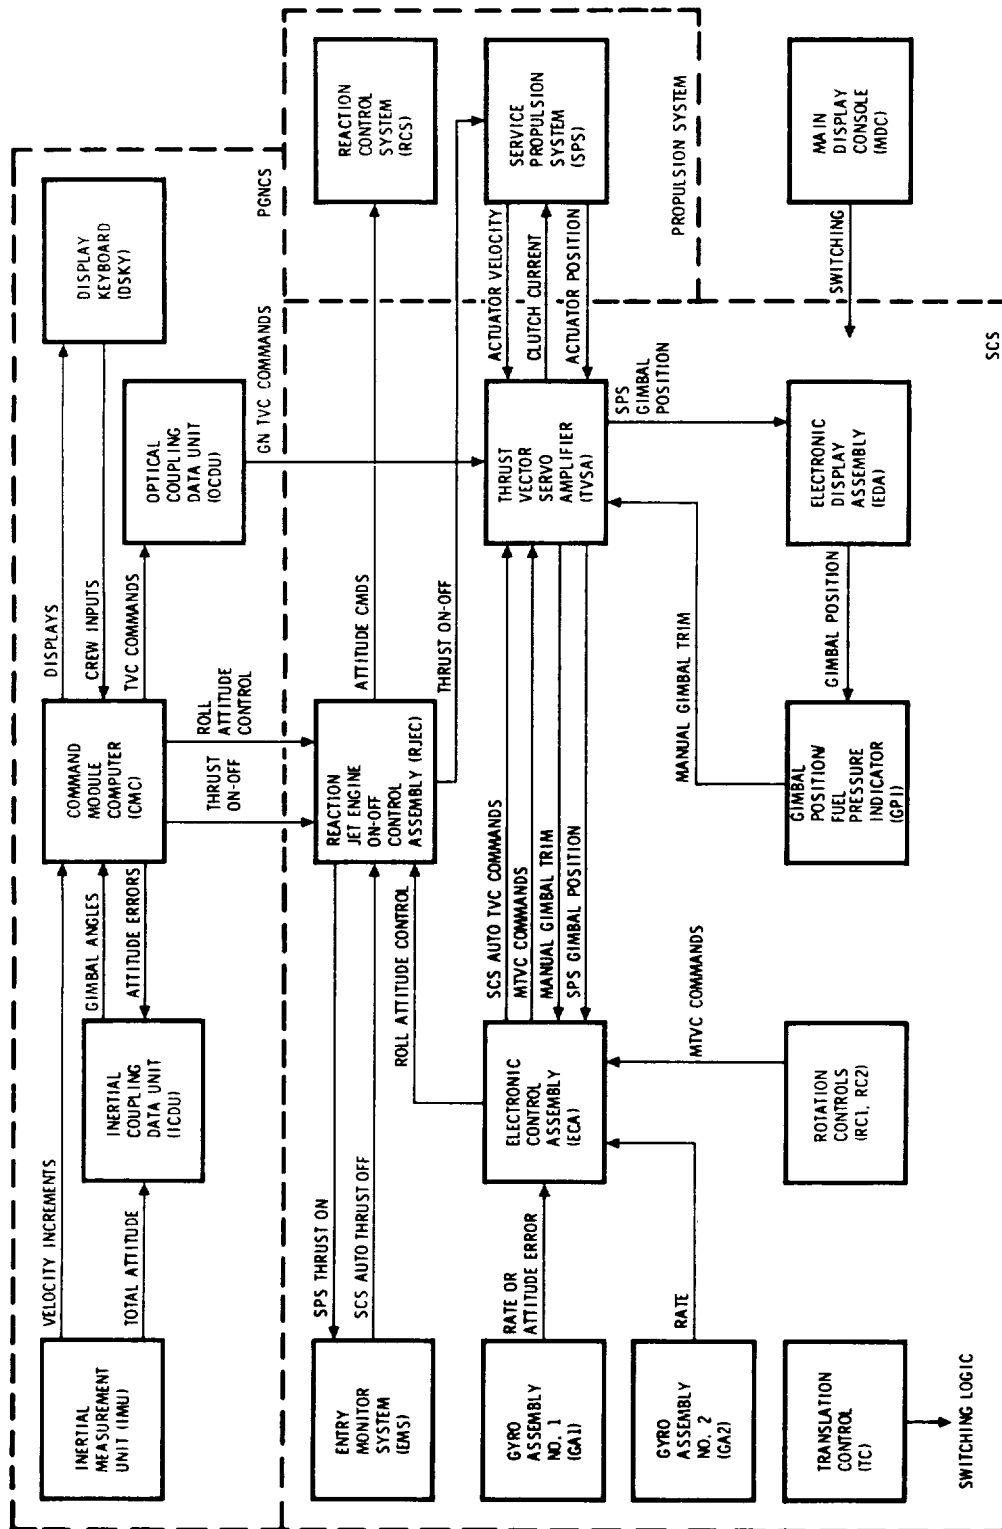 INERTIAL
MEASUREMENT
UNIT (IMU)
VELOCITY INCREMENTS
TOTAL ATTITUDE
INERTIAL
COUPLING
DATA UNIT
(ICDU)
GIMBAL ANGLES
ATTITUDE ERRORS
COMMAND
MODULE
COMPUTER
(CMC)
DISPLAYS
CREW INPUTS
TVC COMMANDS
DISPLAY
KEYBOARD
(DSKY)
OPTICAL
COUPLING
DATA UNIT
(OCDU)
PGNCS
THRUST
ON-OFF
ROLL
ATTITUDE
CONTROL
GN TVC COMMANDS
ENTRY
MONITOR
SYSTEM
(EMS)
SPS THRUST ON
SCS AUTO THRUST OFF
REACTION
JET ENGINE
ON-OFF
CONTROL
ASSEMBLY (RJEC)
ATTITUDE CMDS
THRUST ON-OFF
REACTION
CONTROL
SYSTEM
(RCS)
ROLL ATTITUDE CONTROL
GYRO
ASSEMBLY
NO. 1
(GA1)
RATE OR
ATTITUDE ERROR
ELECTRONIC
CONTROL
ASSEMBLY
(ECA)
SCS AUTO TVC COMMANDS
MTVC COMMANDS
MANUAL GIMBAL TRIM
SPS GIMBAL POSITION
THRUST
VECTOR
SERVO
AMPLIFIER
(TVSA)
ACTUATOR VELOCITY
CLUTCH CURRENT
ACTUATOR POSITION
SERVICE
PROPULSION
SYSTEM
(SPS)
PROPULSION SYSTEM
GYRO
ASSEMBLY
NO. 2
(GA2)
RATE
MTVC COMMANDS
MANUAL GIMBAL TRIM
SPS
GIMBAL
POSITION
TRANSLATION
CONTROL
(TC)
SWITCHING LOGIC
ROTATION
CONTROLS
(RC1, RC2)
GIMBAL
POSITION/
FUEL
PRESSURE
INDICATOR
(GPI)
GIMBAL POSITION
ELECTRONIC
DISPLAY
ASSEMBLY
(EDA)
SWITCHING
MAIN
DISPLAY
CONSOLE
(MDC)
SCS